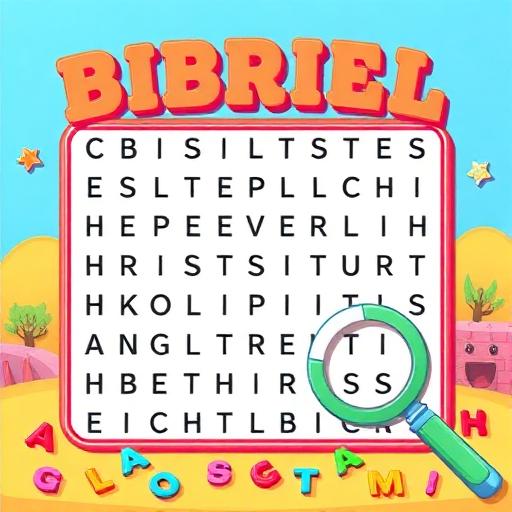 BIBRIEL
C B I S I L T S T E S
E S L T E P L L C H I
H E P E E V E R L I H
H R I S T S I T U R T
H K O L I P I I T I S
A N G L T R E T I
H B E T H I R S S
E I C H T L B I C R
A G L A O S G T A M I H